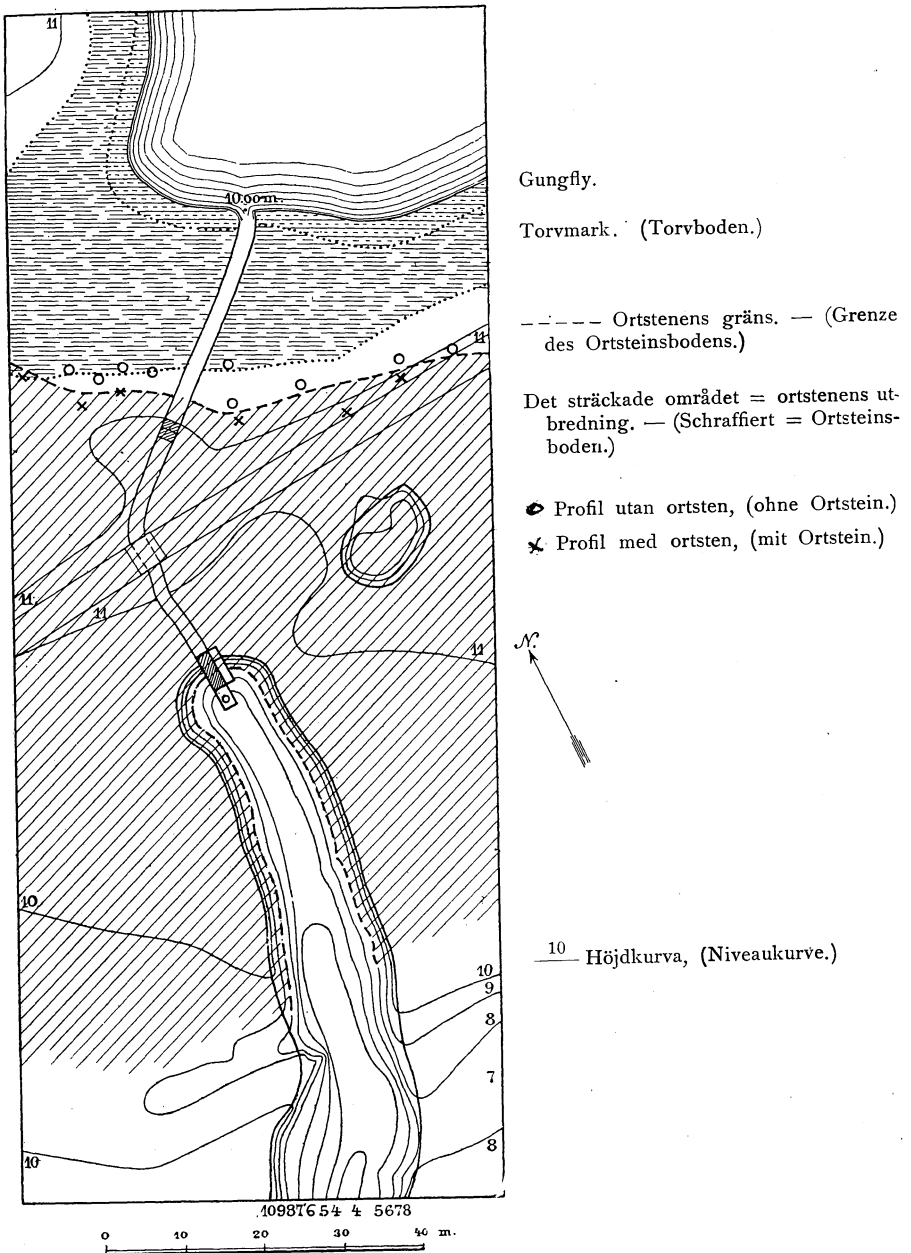 11
10.00 m.
Gungfly.
Torvmark. (Torvboden.)
Ortstenens gräns. — (Grenze
des Ortsteinsbodens.)
11
Det sträckade området = ortstenens ut-
bredning. — (Schraffiert = Ortsteins-
boden.)
Profil utan ortsten, (ohne Ortstein.)
Profil med ortsten, (mit Ortstein.)
11.
11
11
N.
10
10 Höjdkurva, (Niveaukurve.)
10
9
8
7
8
10
10987654 4 5678
0 10 20 30 40 m.